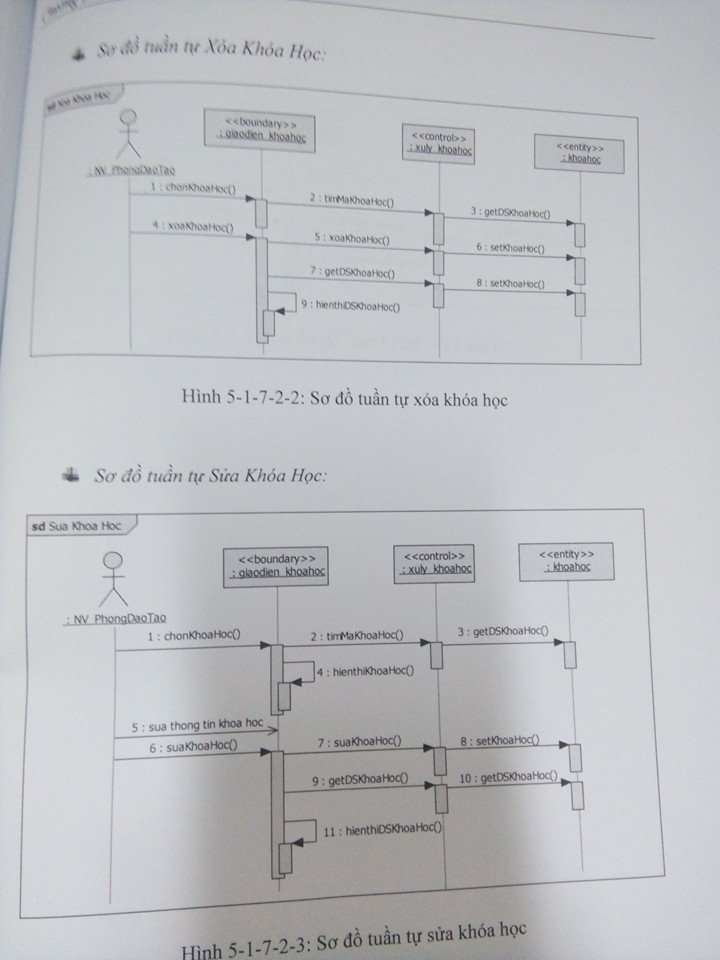 Sơ đồ tuần tự Xóa Khóa Học:
sd Xoa Khoa Hoc
: NV_PhongDaoTao
<<boundary>>
: giaodien_khoahoc
<<control>>
: xuly_khoahoc
<<entity>>
: khoahoc
1 : chonKhoaHoc()
2 : timMaKhoaHoc()
3 : getDSKhoaHoc()
4 : xoaKhoaHoc()
5 : xoaKhoaHoc()
6 : setKhoaHoc()
7 : getDSKhoaHoc()
8 : setKhoaHoc()
9 : hienthiDSKhoaHoc()
Hình 5-1-7-2-2: Sơ đồ tuần tự xóa khóa học
Sơ đồ tuần tự Sửa Khóa Học:
sd Sua Khoa Hoc
: NV_PhongDaoTao
<<boundary>>
: giaodien_khoahoc
<<control>>
: xuly_khoahoc
<<entity>>
: khoahoc
1 : chonKhoaHoc()
2 : timMaKhoaHoc()
3 : getDSKhoaHoc()
4 : hienthiKhoaHoc()
5 : sua thong tin khoa hoc
6 : suaKhoaHoc()
7 : suaKhoaHoc()
8 : setKhoaHoc()
9 : getDSKhoaHoc()
10 : getDSKhoaHoc()
11 : hienthiDSKhoaHoc()
Hình 5-1-7-2-3: Sơ đồ tuần tự sửa khóa học